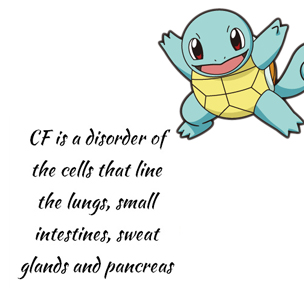 CF is a disorder of
the cells that line
the lungs, small
intestines, sweat
glands and pancreas